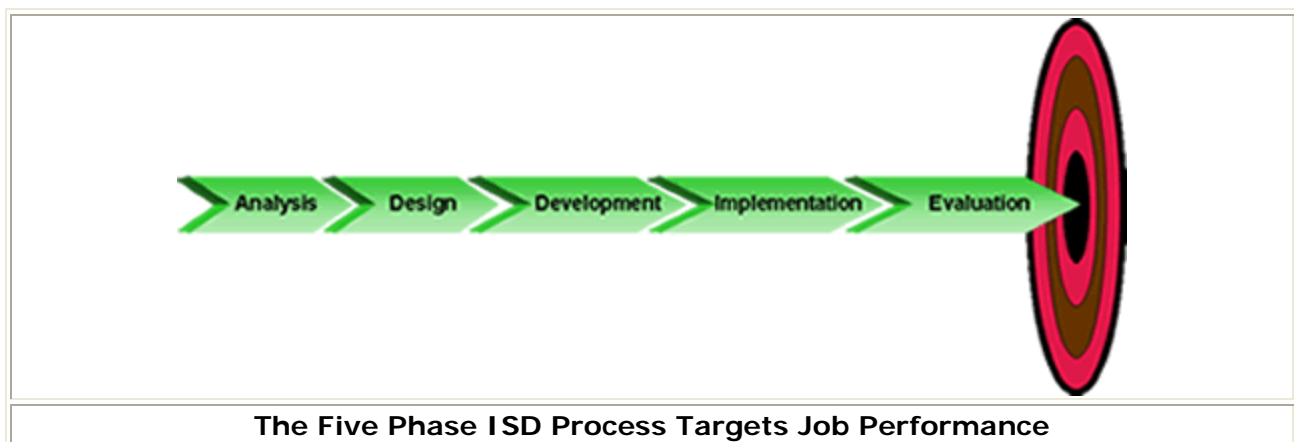 Analysis Design Development Implementation Evaluation
The Five Phase ISD Process Targets Job Performance